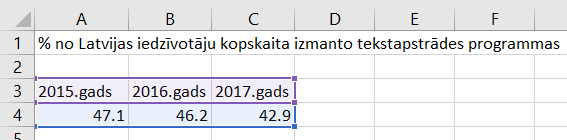 A B C D E F
1 % no Latvijas iedzīvotāju kopskaita izmanto tekstapstrādes programmas
2
3 2015.gads 2016.gads 2017.gads
4 47.1 46.2 42.9